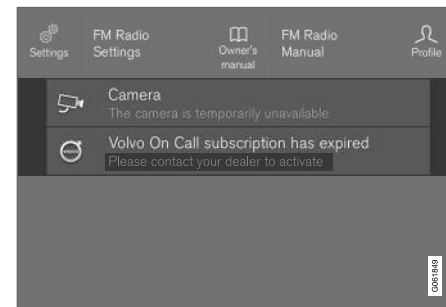 Settings
FM Radio
Settings
Owner's
manual
FM Radio
Manual
Profile
Camera
The camera is temporarily unavailable
Volvo On Call subscription has expired
Please contact your dealer to activate
G061849